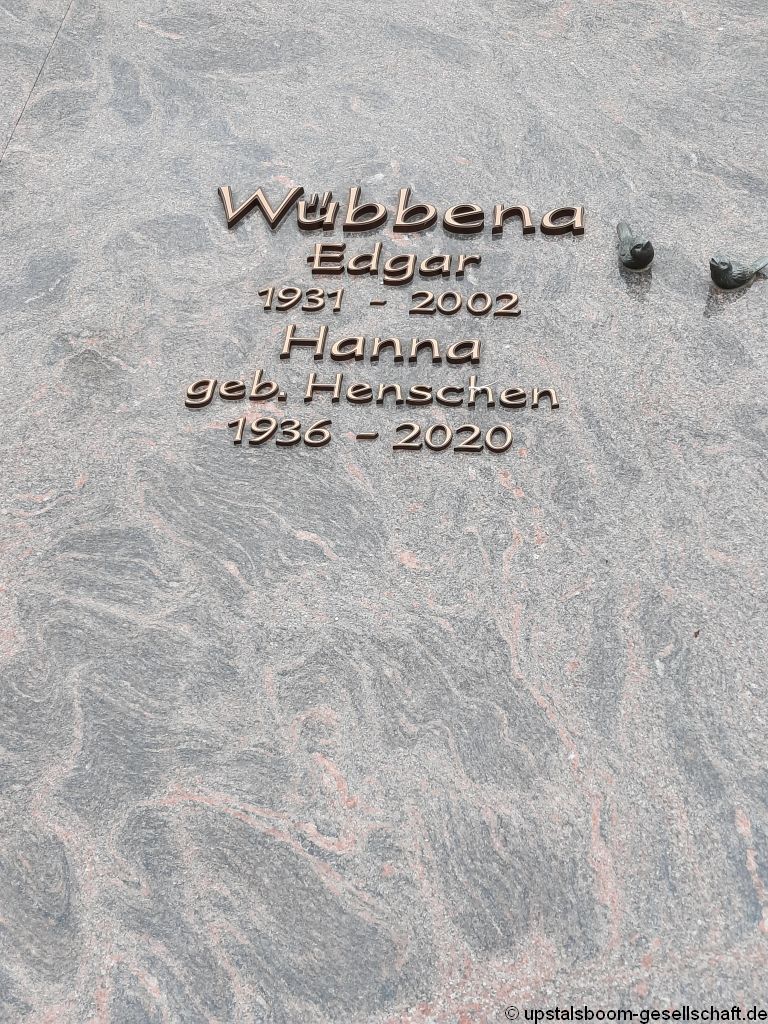 Wübbena
Edgar
1931 - 2002
Hanna
geb. Henschen
1936 - 2020
© upstalsboom-gesellschaft.de